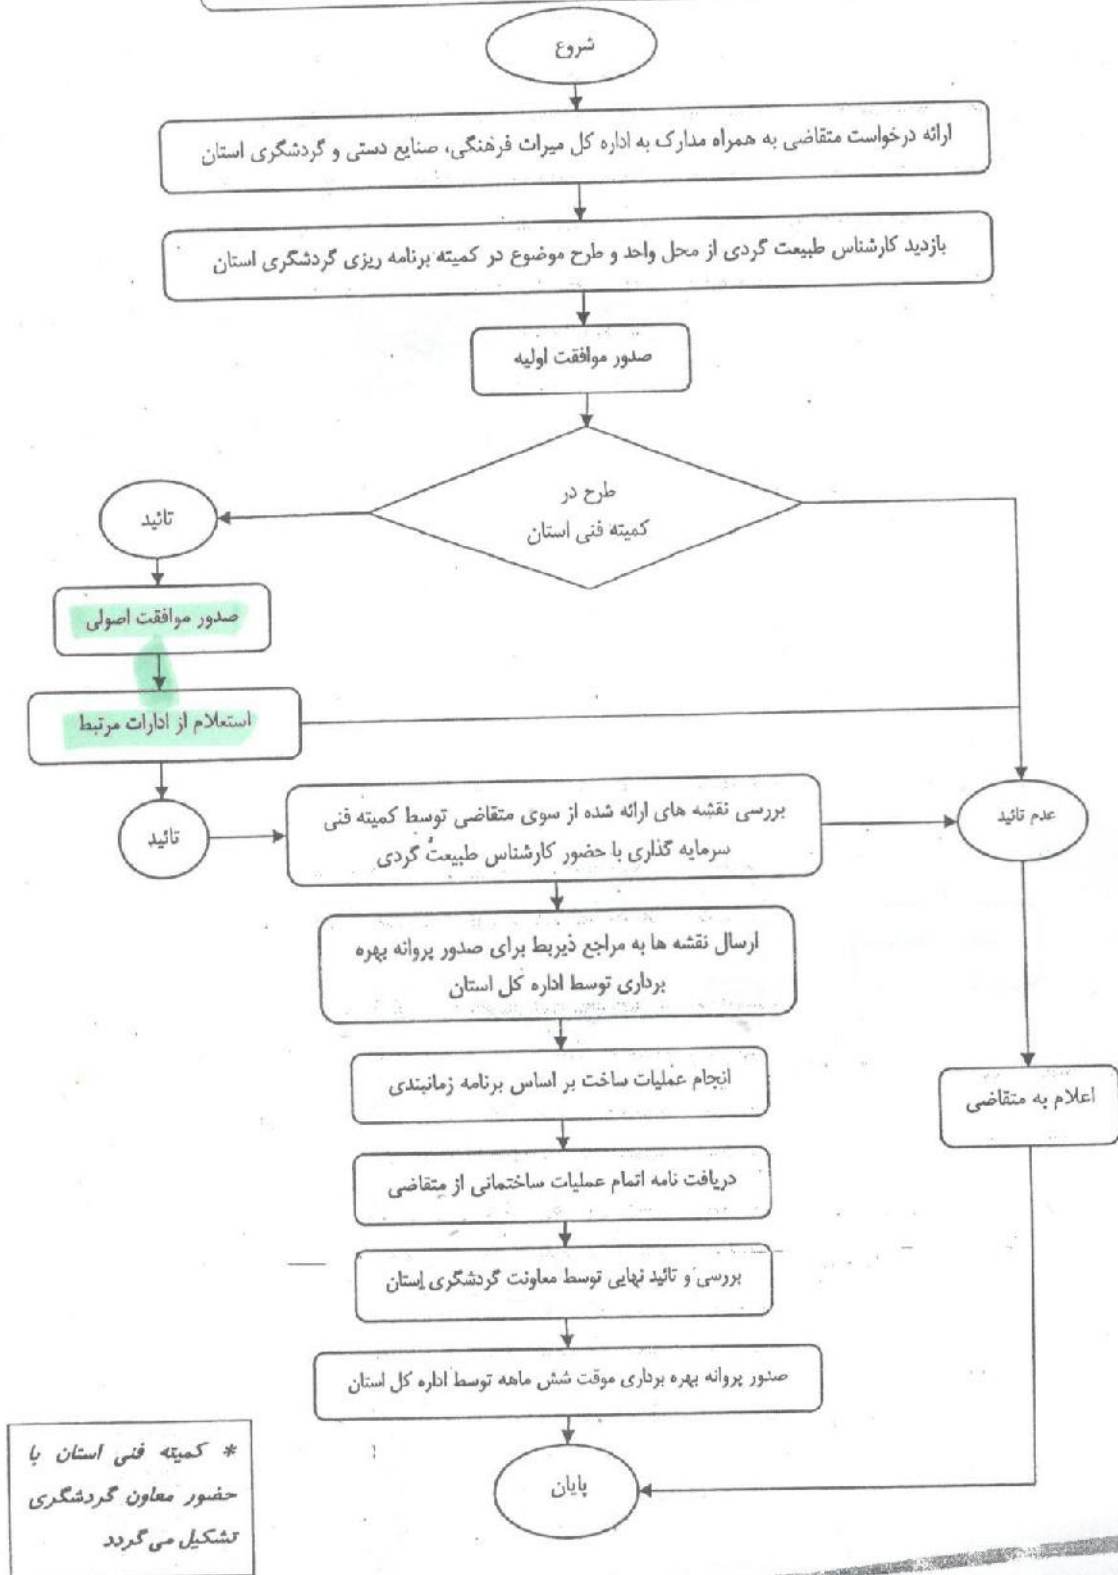 شروع
ارائه درخواست متقاضی به همراه مدارک به اداره کل میراث فرهنگی، صنایع دستی و گردشگری استان
بازدید کارشناس طبیعت گردی از محل واحد و طرح موضوع در کمیته برنامه ریزی گردشگری استان
صدور موافقت اولیه
طرح در
کمیته فنی استان
تائید
صدور موافقت اصولی
استعلام از ادارات مرتبط
تائید
بررسی نقشه های ارائه شده از سوی متقاضی توسط کمیته فنی
سرمایه گذاری با حضور کارشناس طبیعت گردی
عدم تائید
ارسال نقشه ها به مراجع ذیربط برای صدور پروانه بهره
برداری توسط اداره کل استان
انجام عملیات ساخت بر اساس برنامه زمانبندی
اعلام به متقاضی
دریافت نامه اتمام عملیات ساختمانی از متقاضی
بررسی و تائید نهایی توسط معاونت گردشگری استان
صدور پروانه بهره برداری موقت شش ماهه توسط اداره کل استان
پایان
* کمیته فنی استان با
حضور معاون گردشگری
تشکیل می گردد